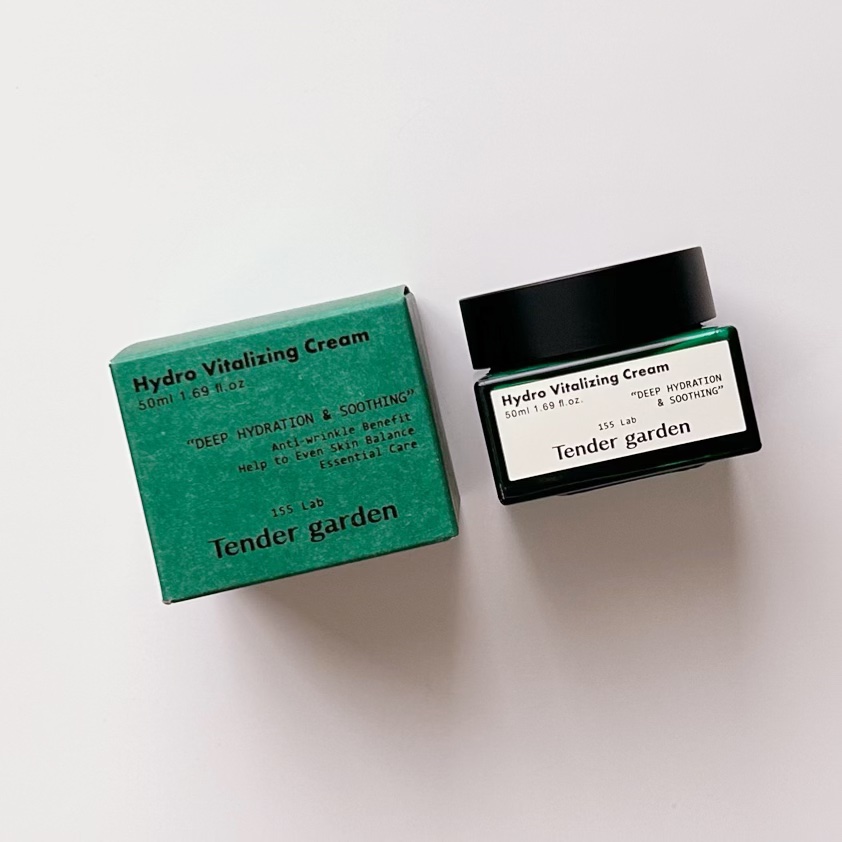 Hydro Vitalizing Cream
50ml 1.69 fl.oz
“DEEP HYDRATION & SOOTHING”
Anti-wrinkle Benefit
Help to Even Skin Balance
Essential Care
155 Lab
Tender garden
Hydro Vitalizing Cream
50ml 1.69 fl.oz.
“DEEP HYDRATION
& SOOTHING”
155 Lab
Tender garden